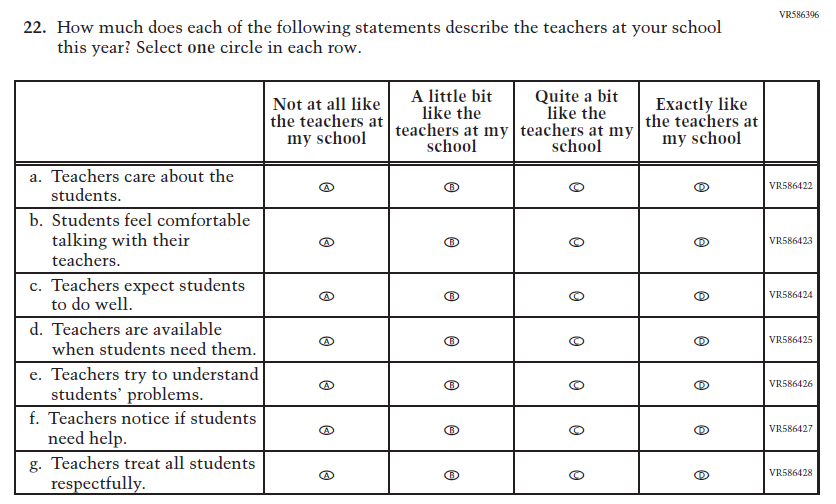 VR586396
22. How much does each of the following statements describe the teachers at your school
this year? Select one circle in each row.
Not at all like
the teachers at
my school
A little bit
like the
teachers at my
school
Quite a bit
like the
teachers at my
school
Exactly like
the teachers at
my school
a. Teachers care about the
students.
A B C D VR586422
b. Students feel comfortable
talking with their
teachers.
A B C D VR586423
c. Teachers expect students
to do well.
A B C D VR586424
d. Teachers are available
when students need them.
A B C D VR586425
e. Teachers try to understand
students' problems.
A B C D VR586426
f. Teachers notice if students
need help.
A B C D VR586427
g. Teachers treat all students
respectfully.
A B C D VR586428